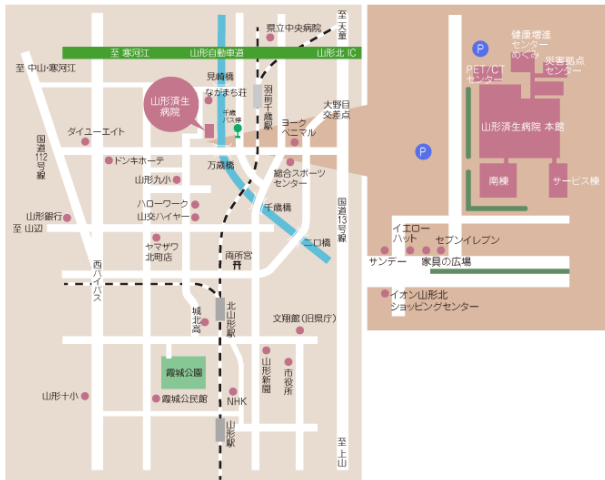 至 天童
県立中央病院
至 寒河江
山形自動車道
山形北 IC
至 中山・寒河江
見崎橋
ながまち荘
山形済生
病院
千歳
バス停
羽前千歳駅
大野目
交差点
ヨーク
ベニマル
国道112号線
ダイユーエイト
ドンキホーテ
万歳橋
総合スポーツ
センター
山形九小
ハローワーク
山交ハイヤー
千歳橋
国道13号線
山形銀行
至 山辺
ヤマザワ
北町店
両所宮
二口橋
西バイパス
北山形駅
城北高
文翔館(旧県庁)
霞城公園
山形新聞
市役所
山形十小
霞城公民館
NHK
山形駅
至 上山
P
健康増進
センター
めぐみ
PET/CT
センター
災害拠点
センター
山形済生病院 本館
P
南棟
サービス棟
イエロー
ハット
セブンイレブン
サンデー
家具の広場
イオン山形北
ショッピングセンター